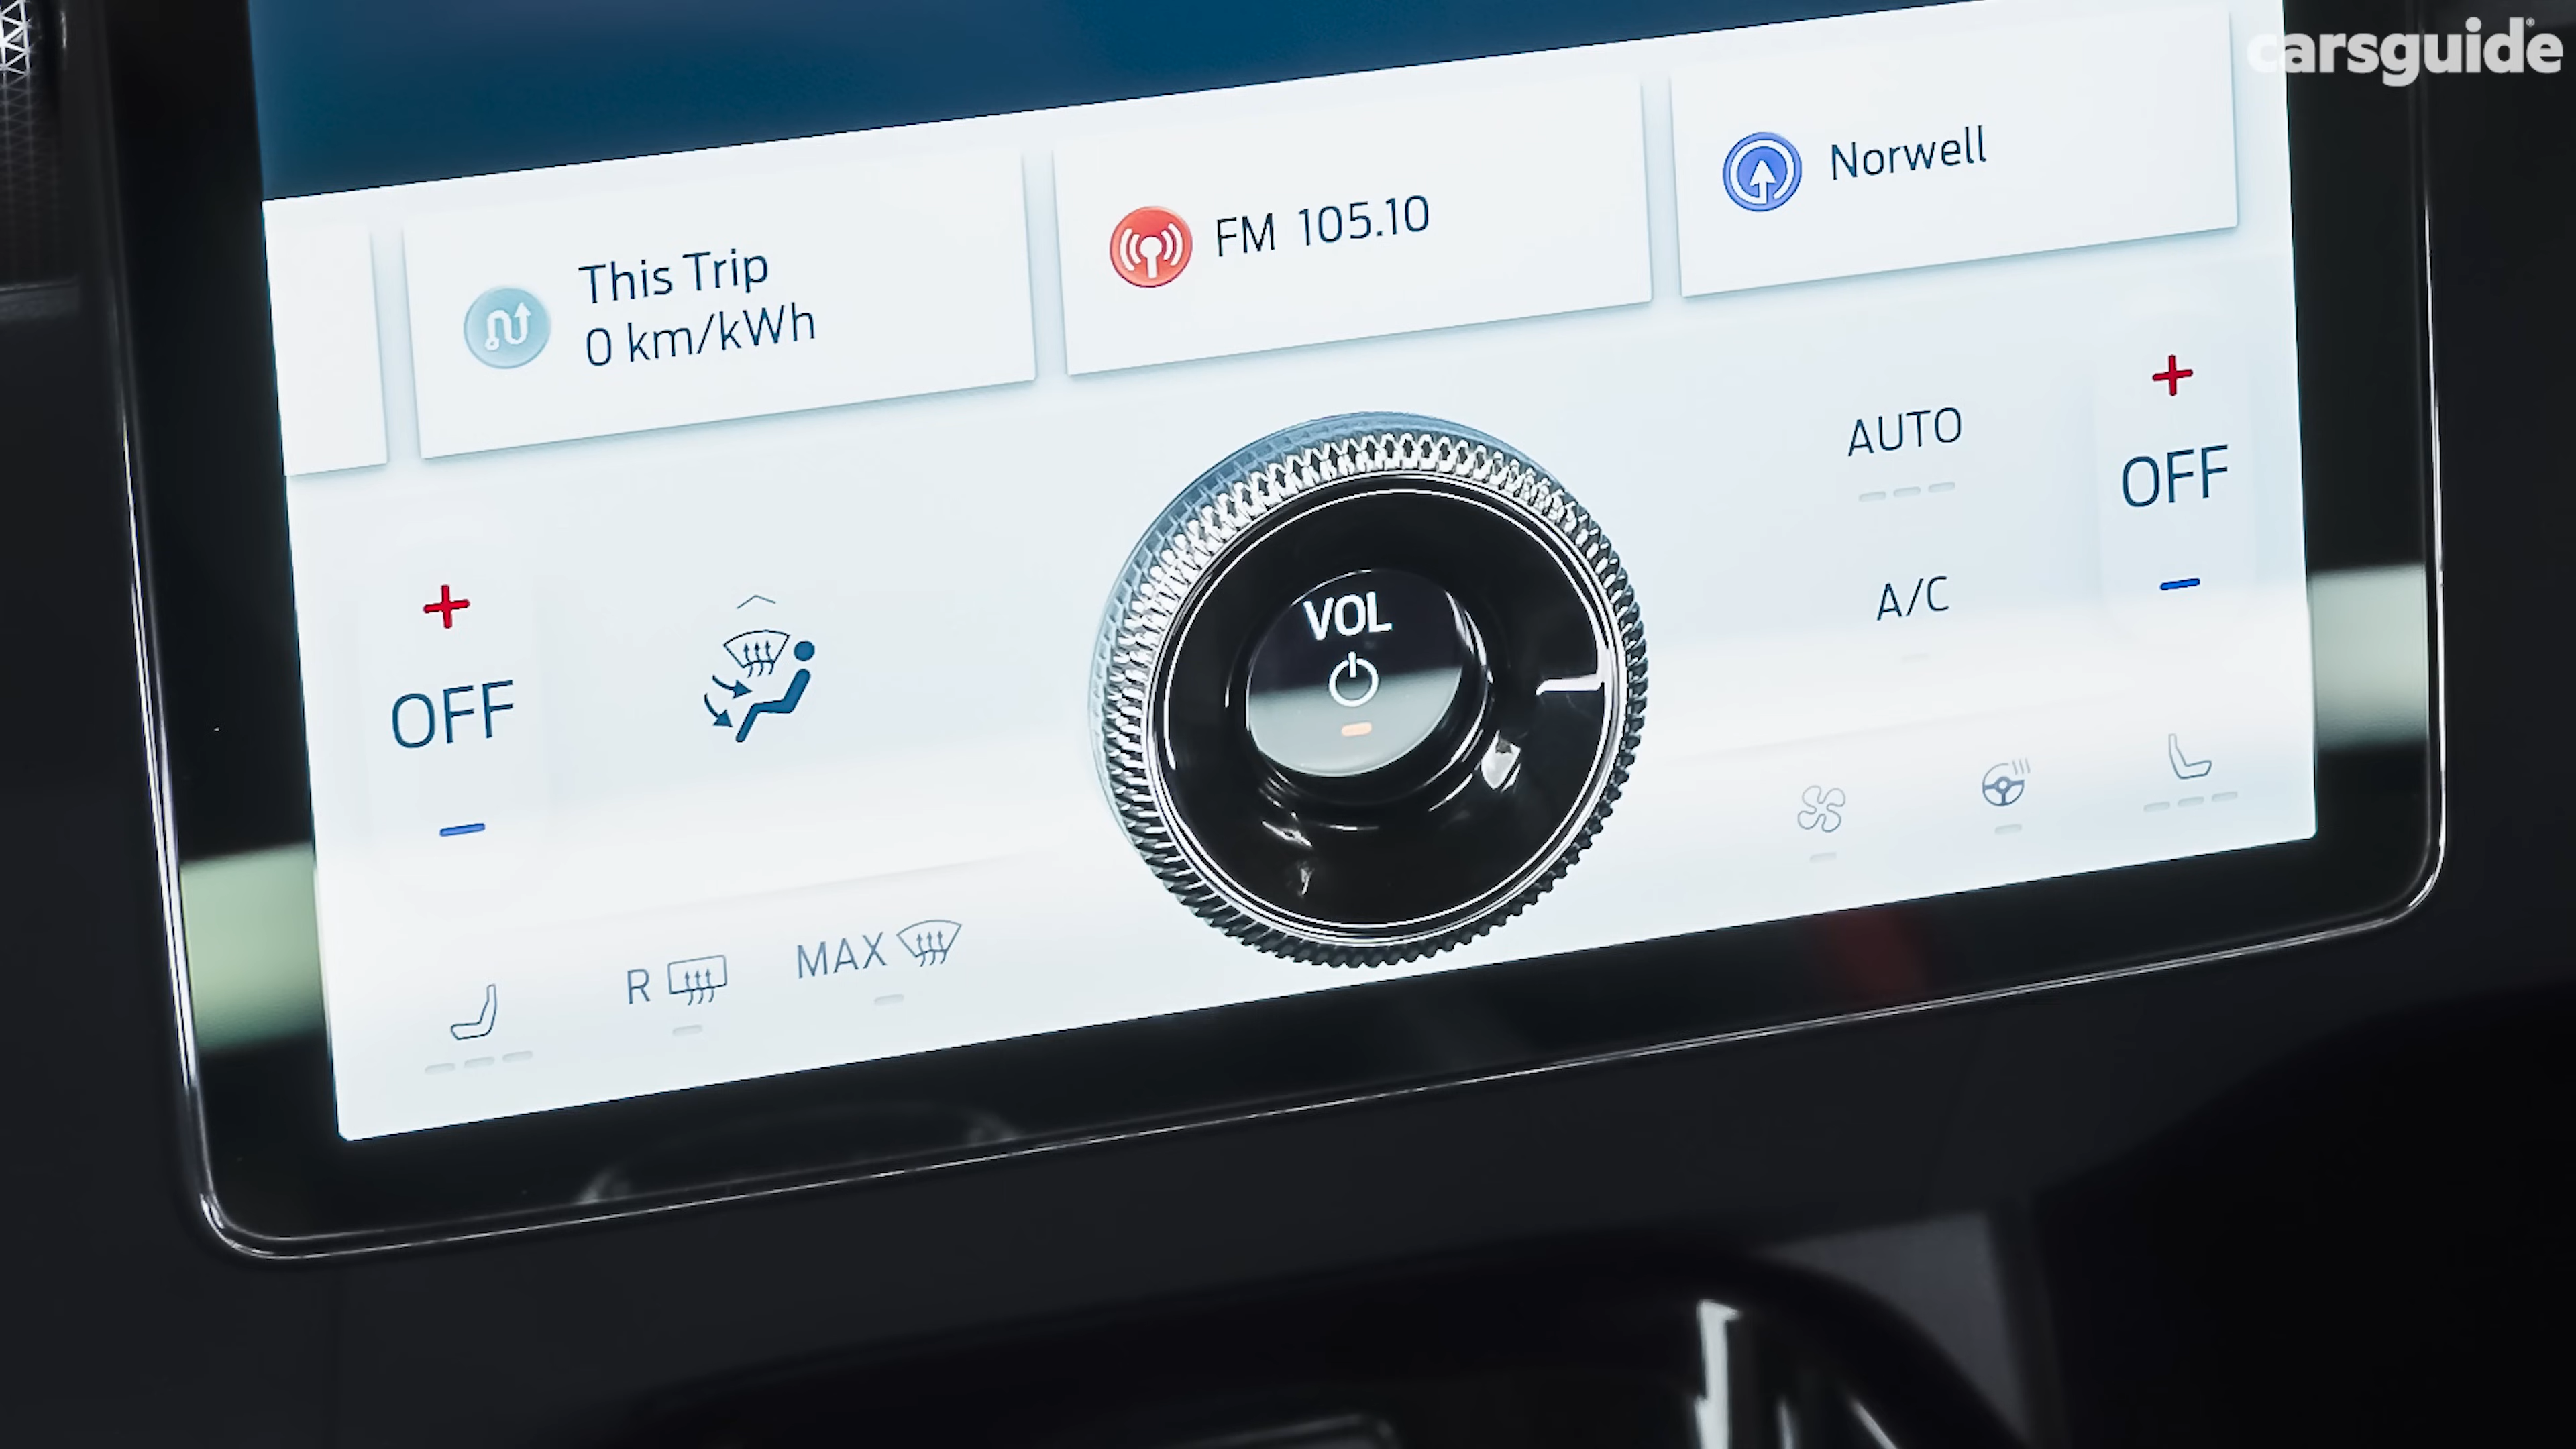 carsguide
This Trip
0 km/kWh
FM 105.10
Norwell
AUTO
OFF
A/C
OFF
VOL
R
MAX